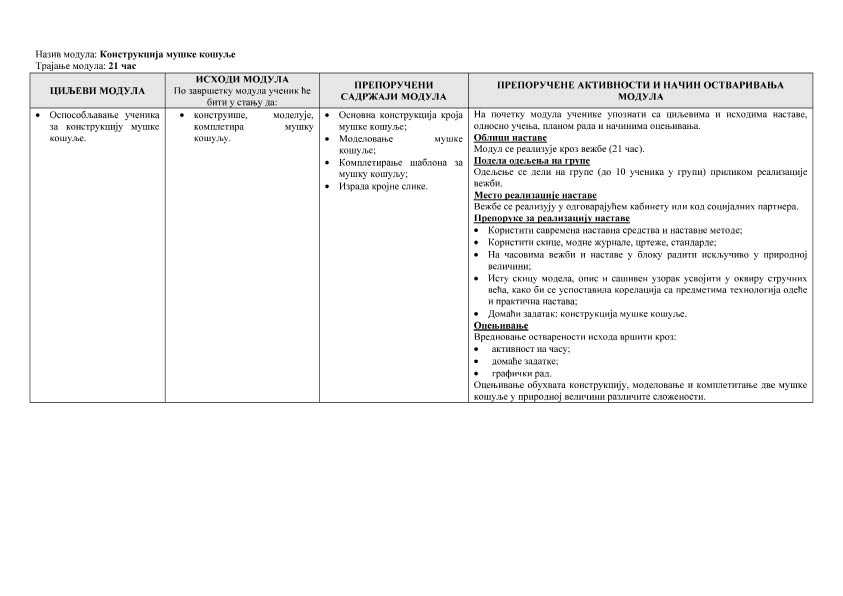 Назив модула: Конструкција мушке кошуље
Трајање модула: 21 час
ЦИЉЕВИ МОДУЛА
ИСХОДИ МОДУЛА
По завршетку модула ученик ће
бити у стању да:
ПРЕПОРУЧЕНИ
САДРЖАЈИ МОДУЛА
ПРЕПОРУЧЕНЕ АКТИВНОСТИ И НАЧИН ОСТВАРИВАЊА
МОДУЛА
• Оспособљавање ученика
за конструкцију мушке
кошуље.
• конструише, моделује,
комплетира мушку
кошуљу.
• Основна конструкција кроја
мушке кошуље;
• Моделовање мушке
кошуље;
• Комплетирање шаблона за
мушку кошуљу;
• Израда кројне слике.
На почетку модула ученике упознати са циљевима и исходима наставе,
односно учења, планом рада и начинима оцењивања.
Облици наставе
Модул се реализује кроз вежбе (21 час).
Подела одељења на групе
Одељење се дели на групе (до 10 ученика у групи) приликом реализације
вежби.
Место реализације наставе
Вежбе се реализују у одговарајућем кабинету или код социјалних партнера.
Препоруке за реализацију наставе
• Користити савремена наставна средства и наставне методе;
• Користити скице, модне журнале, цртеже, стандарде;
• На часовима вежби и наставе у блоку радити искључиво у природној
величини;
• Исту скицу модела, опис и сашивен узорак усвојити у оквиру стручних
већа, како би се успоставила корелација са предметима технологија одеће
и практична настава;
• Домаћи задатак: конструкција мушке кошуље.
Оцењивање
Вредновање остварености исхода вршити кроз:
• активност на часу;
• домаће задатке;
• графички рад.
Оцењивање обухвата конструкцију, моделовање и комплетитање две мушке
кошуље у природној величини различите сложености.